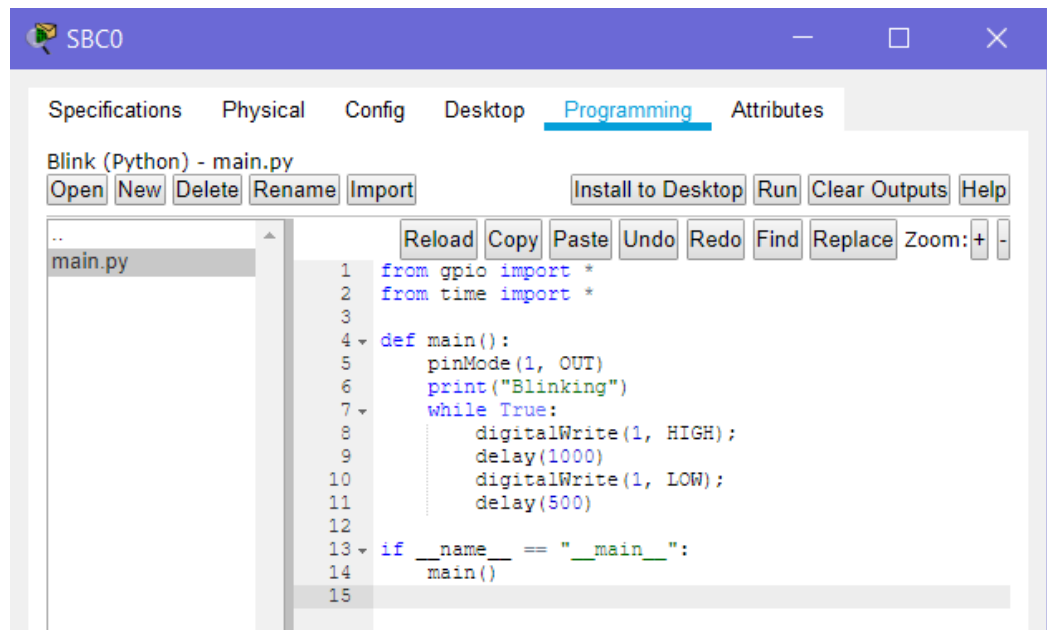 SBC0
Specifications Physical Config Desktop Programming Attributes
Blink (Python) - main.py
Open New Delete Rename Import Install to Desktop Run Clear Outputs Help
..
main.py
Reload Copy Paste Undo Redo Find Replace Zoom: + -
1 from gpio import *
2 from time import *
3
4 def main():
5     pinMode(1, OUT)
6     print("Blinking")
7     while True:
8         digitalWrite(1, HIGH);
9         delay(1000)
10         digitalWrite(1, LOW);
11         delay(500)
12
13 if __name__ == "__main__":
14     main()
15